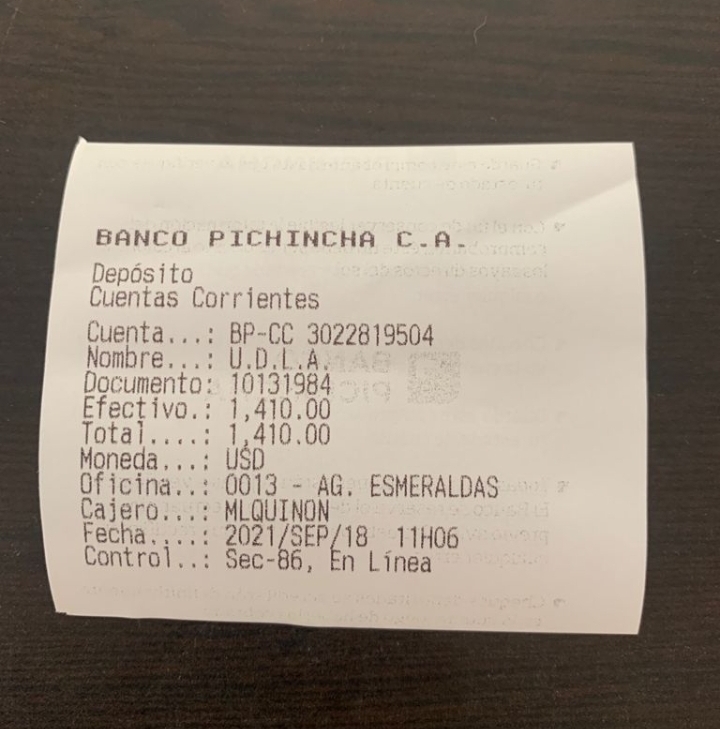 BANCO PICHINCHA C.A.
Depósito
Cuentas Corrientes
Cuenta...: BP-CC 3022819504
Nombre...: U.D.L.A.
Documento: 10131984
Efectivo.: 1,410.00
Total....: 1,410.00
Moneda...: USD
Oficina..: 0013 - AG. ESMERALDAS
Cajero...: MLQUINON
Fecha....: 2021/SEP/18 11H06
Control..: Sec-86, En Línea